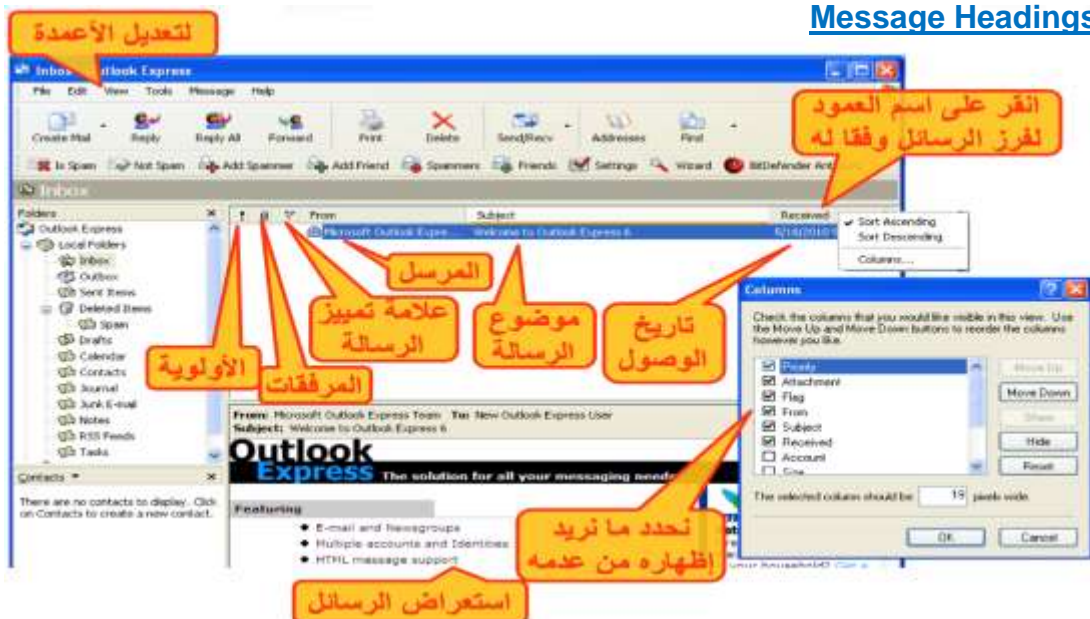 Message Headings
لتعديل الأعمدة
Inbox - Outlook Express
File Edit View Tools Message Help
انقر على اسم العمود
لفرز الرسائل وفقا له
Create Mail Reply Reply All Forward Print Delete Send/Recv Addresses Find
Is Spam Not Spam Add Spammer Add Friend Spammers Friends Settings Wizard BitDefender
Inbox
Folders
Outlook Express
Local Folders
Inbox
Outbox
Sent Items
Deleted Items
Spam
Drafts
Calendar
Contacts
Journal
Junk E-mail
Notes
RSS Feeds
Tasks
! From Subject Received
Microsoft Outlook Expre... Welcome to Outlook Express 6
Sort Ascending
Sort Descending
Columns...
المرسل
علامة تمييز
الرسالة
موضوع
الرسالة
تاريخ
الوصول
الأولوية
المرفقات
Columns
Check the columns that you would like visible in this view. Use
the Move Up and Move Down buttons to reorder the columns
however you like.
Priority
Attachment
Flag
From
Subject
Received
Account
Size
Move Up
Move Down
Show
Hide
Reset
The selected column should be 19 pixels wide
OK Cancel
From: Microsoft Outlook Express Team To: New Outlook Express User
Subject: Welcome to Outlook Express 6
Outlook
Express The solution for all your messaging needs
Contacts
There are no contacts to display. Click
on Contacts to create a new contact.
Featuring
E-mail and Newsgroups
Multiple accounts and Identities
HTML message support
your household? Get a
تحدد ما تريد
إظهاره من عدمه
استعراض الرسائل